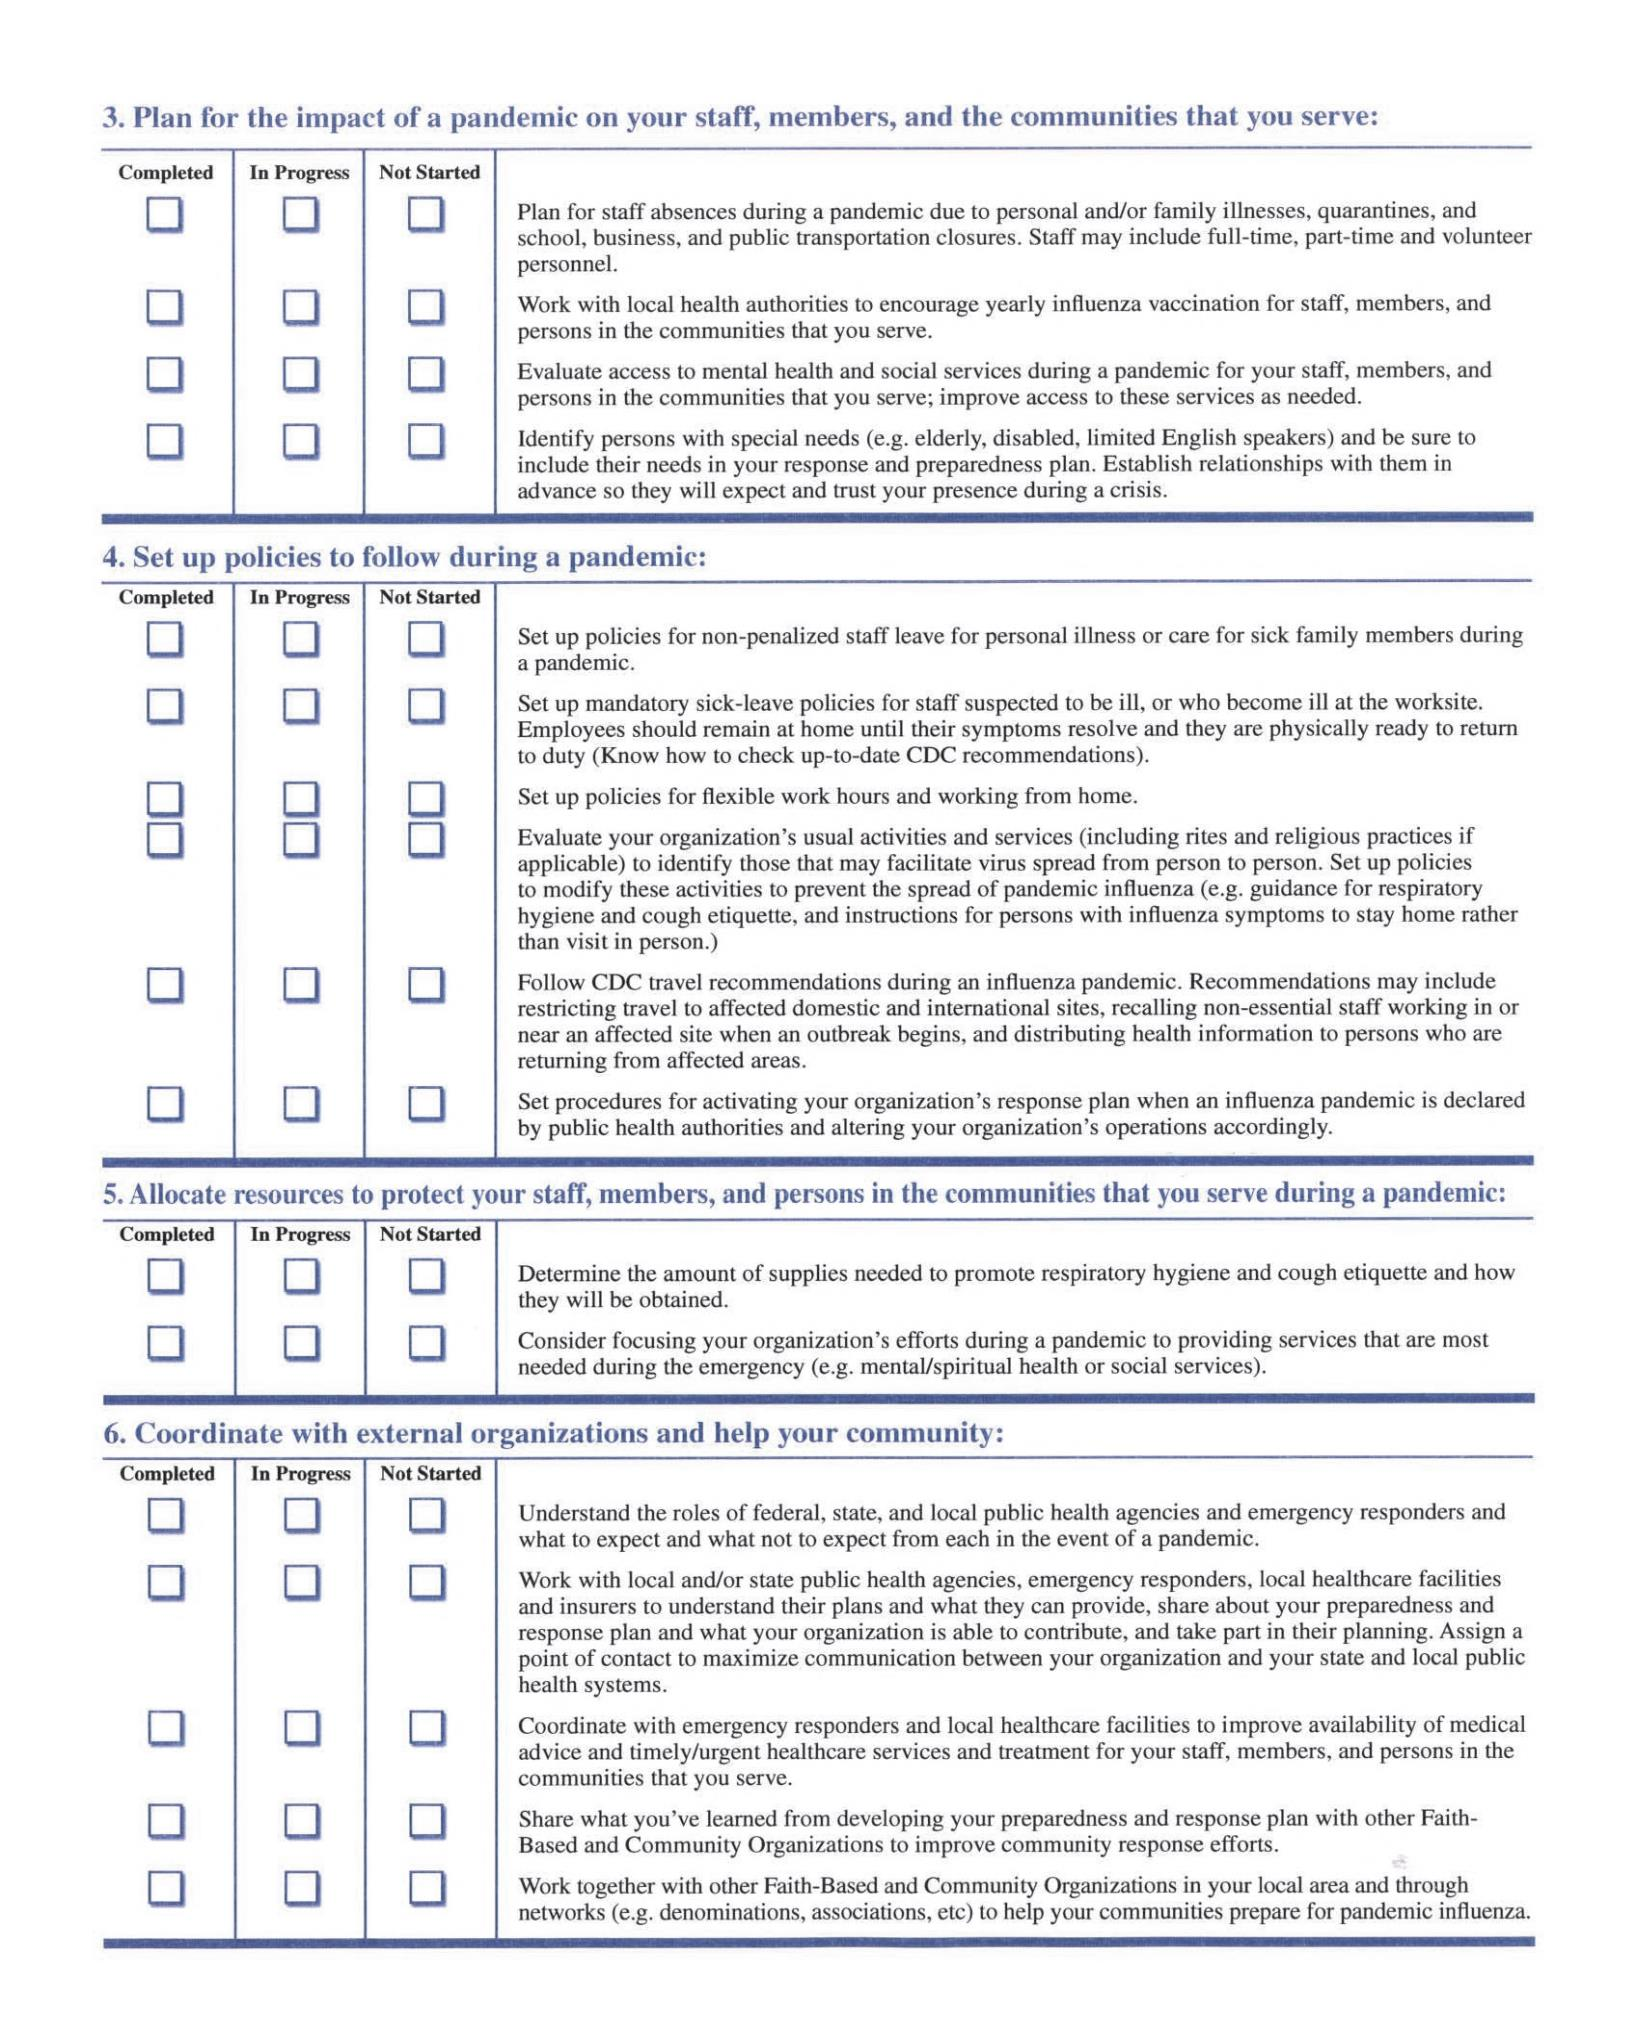 3. Plan for the impact of a pandemic on your staff, members, and the communities that you serve:
Completed In Progress Not Started
Plan for staff absences during a pandemic due to personal and/or family illnesses, quarantines, and
school, business, and public transportation closures. Staff may include full-time, part-time and volunteer
personnel.
Work with local health authorities to encourage yearly influenza vaccination for staff, members, and
persons in the communities that you serve.
Evaluate access to mental health and social services during a pandemic for your staff, members, and
persons in the communities that you serve; improve access to these services as needed.
Identify persons with special needs (e.g. elderly, disabled, limited English speakers) and be sure to
include their needs in your response and preparedness plan. Establish relationships with them in
advance so they will expect and trust your presence during a crisis.
4. Set up policies to follow during a pandemic:
Completed In Progress Not Started
Set up policies for non-penalized staff leave for personal illness or care for sick family members during
a pandemic.
Set up mandatory sick-leave policies for staff suspected to be ill, or who become ill at the worksite.
Employees should remain at home until their symptoms resolve and they are physically ready to return
to duty (Know how to check up-to-date CDC recommendations).
Set up policies for flexible work hours and working from home.
Evaluate your organization's usual activities and services (including rites and religious practices if
applicable) to identify those that may facilitate virus spread from person to person. Set up policies
to modify these activities to prevent the spread of pandemic influenza (e.g. guidance for respiratory
hygiene and cough etiquette, and instructions for persons with influenza symptoms to stay home rather
than visit in person.)
Follow CDC travel recommendations during an influenza pandemic. Recommendations may include
restricting travel to affected domestic and international sites, recalling non-essential staff working in or
near an affected site when an outbreak begins, and distributing health information to persons who are
returning from affected areas.
Set procedures for activating your organization's response plan when an influenza pandemic is declared
by public health authorities and altering your organization's operations accordingly.
5. Allocate resources to protect your staff, members, and persons in the communities that you serve during a pandemic:
Completed In Progress Not Started
Determine the amount of supplies needed to promote respiratory hygiene and cough etiquette and how
they will be obtained.
Consider focusing your organization's efforts during a pandemic to providing services that are most
needed during the emergency (e.g. mental/spiritual health or social services).
6. Coordinate with external organizations and help your community:
Completed In Progress Not Started
Understand the roles of federal, state, and local public health agencies and emergency responders and
what to expect and what not to expect from each in the event of a pandemic.
Work with local and/or state public health agencies, emergency responders, local healthcare facilities
and insurers to understand their plans and what they can provide, share about your preparedness and
response plan and what your organization is able to contribute, and take part in their planning. Assign a
point of contact to maximize communication between your organization and your state and local public
health systems.
Coordinate with emergency responders and local healthcare facilities to improve availability of medical
advice and timely/urgent healthcare services and treatment for your staff, members, and persons in the
communities that you serve.
Share what you've learned from developing your preparedness and response plan with other Faith-
Based and Community Organizations to improve community response efforts.
Work together with other Faith-Based and Community Organizations in your local area and through
networks (e.g. denominations, associations, etc) to help your communities prepare for pandemic influenza.